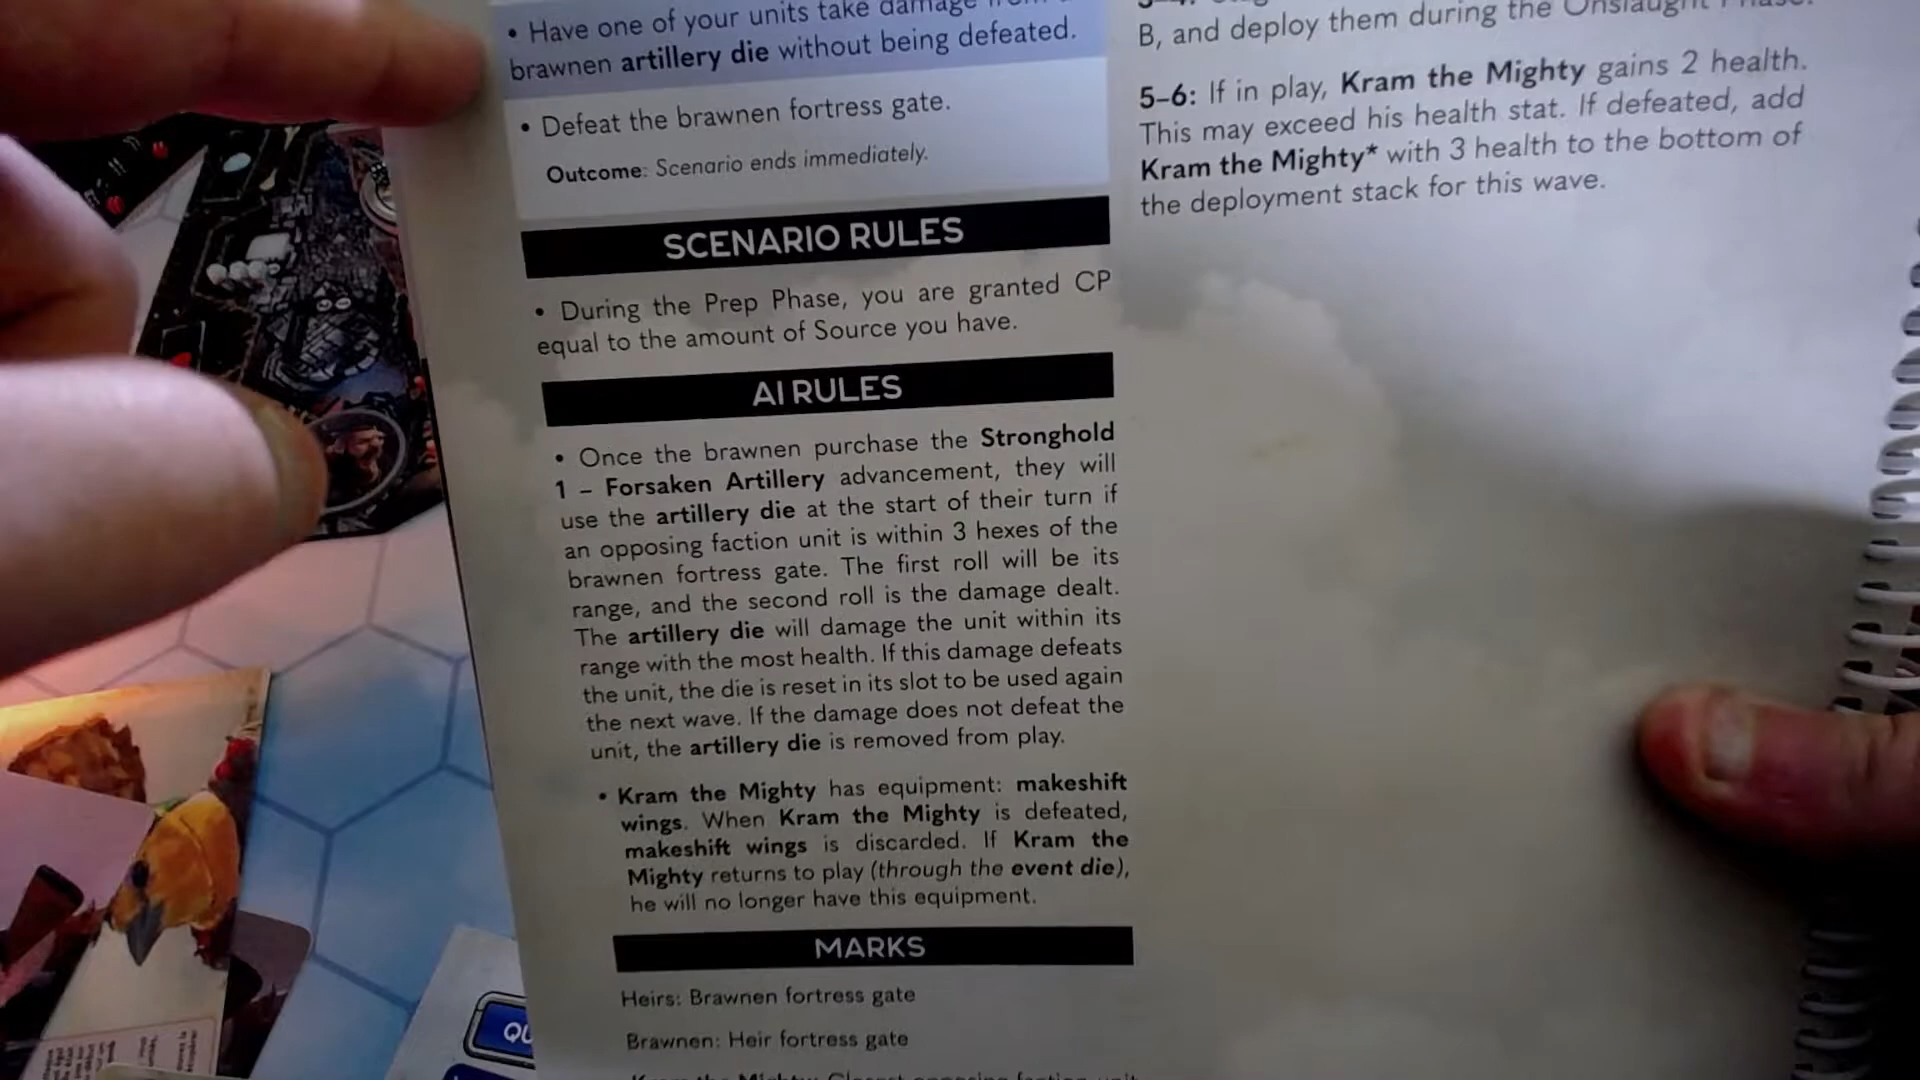 • Have one of your units take damage from a
brawnen artillery die without being defeated.
• Defeat the brawnen fortress gate.
Outcome: Scenario ends immediately.
SCENARIO RULES
• During the Prep Phase, you are granted CP
equal to the amount of Source you have.
AI RULES
• Once the brawnen purchase the Stronghold
1 – Forsaken Artillery advancement, they will
use the artillery die at the start of their turn if
an opposing faction unit is within 3 hexes of the
brawnen fortress gate. The first roll will be its
range, and the second roll is the damage dealt.
The artillery die will damage the unit within its
range with the most health. If this damage defeats
the unit, the die is reset in its slot to be used again
the next wave. If the damage does not defeat the
unit, the artillery die is removed from play.
• Kram the Mighty has equipment: makeshift
wings. When Kram the Mighty is defeated,
makeshift wings is discarded. If Kram the
Mighty returns to play (through the event die),
he will no longer have this equipment.
MARKS
Heirs: Brawnen fortress gate
Brawnen: Heir fortress gate
Kram the Mighty: Closest opposing faction unit
B, and deploy them during the Onslaught Phase.
5–6: If in play, Kram the Mighty gains 2 health.
This may exceed his health stat. If defeated, add
Kram the Mighty* with 3 health to the bottom of
the deployment stack for this wave.
QU